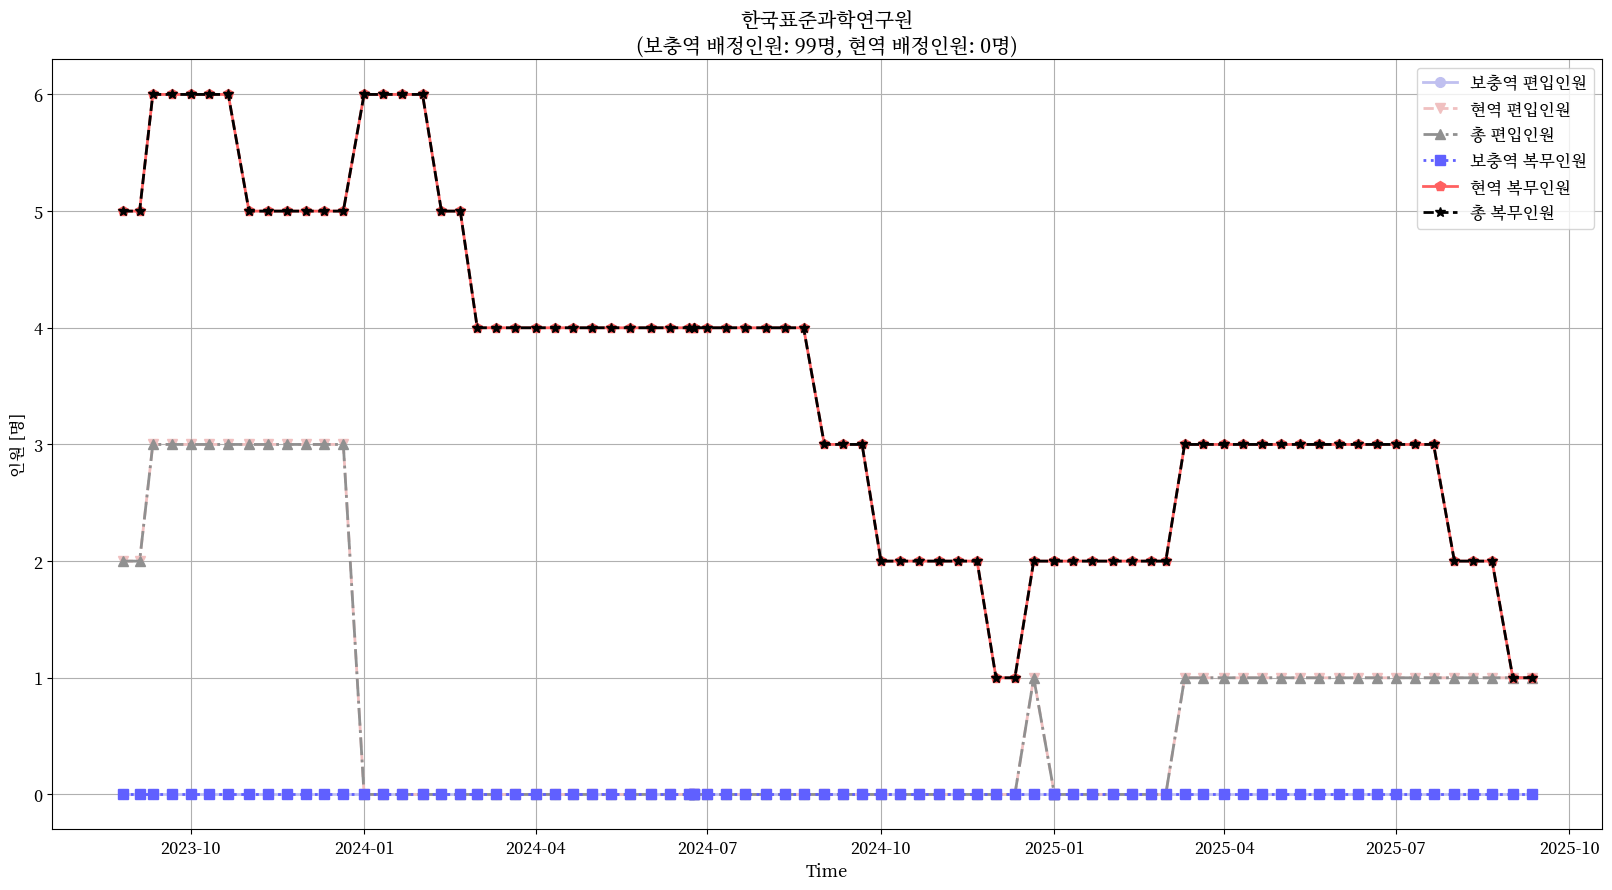 한국표준과학연구원
(보충역 배정인원: 99명, 현역 배정인원: 0명)
보충역 편입인원
현역 편입인원
총 편입인원
보충역 복무인원
현역 복무인원
총 복무인원
인원 [명]
6
5
4
3
2
1
0
2023-10
2024-01
2024-04
2024-07
2024-10
2025-01
2025-04
2025-07
2025-10
Time